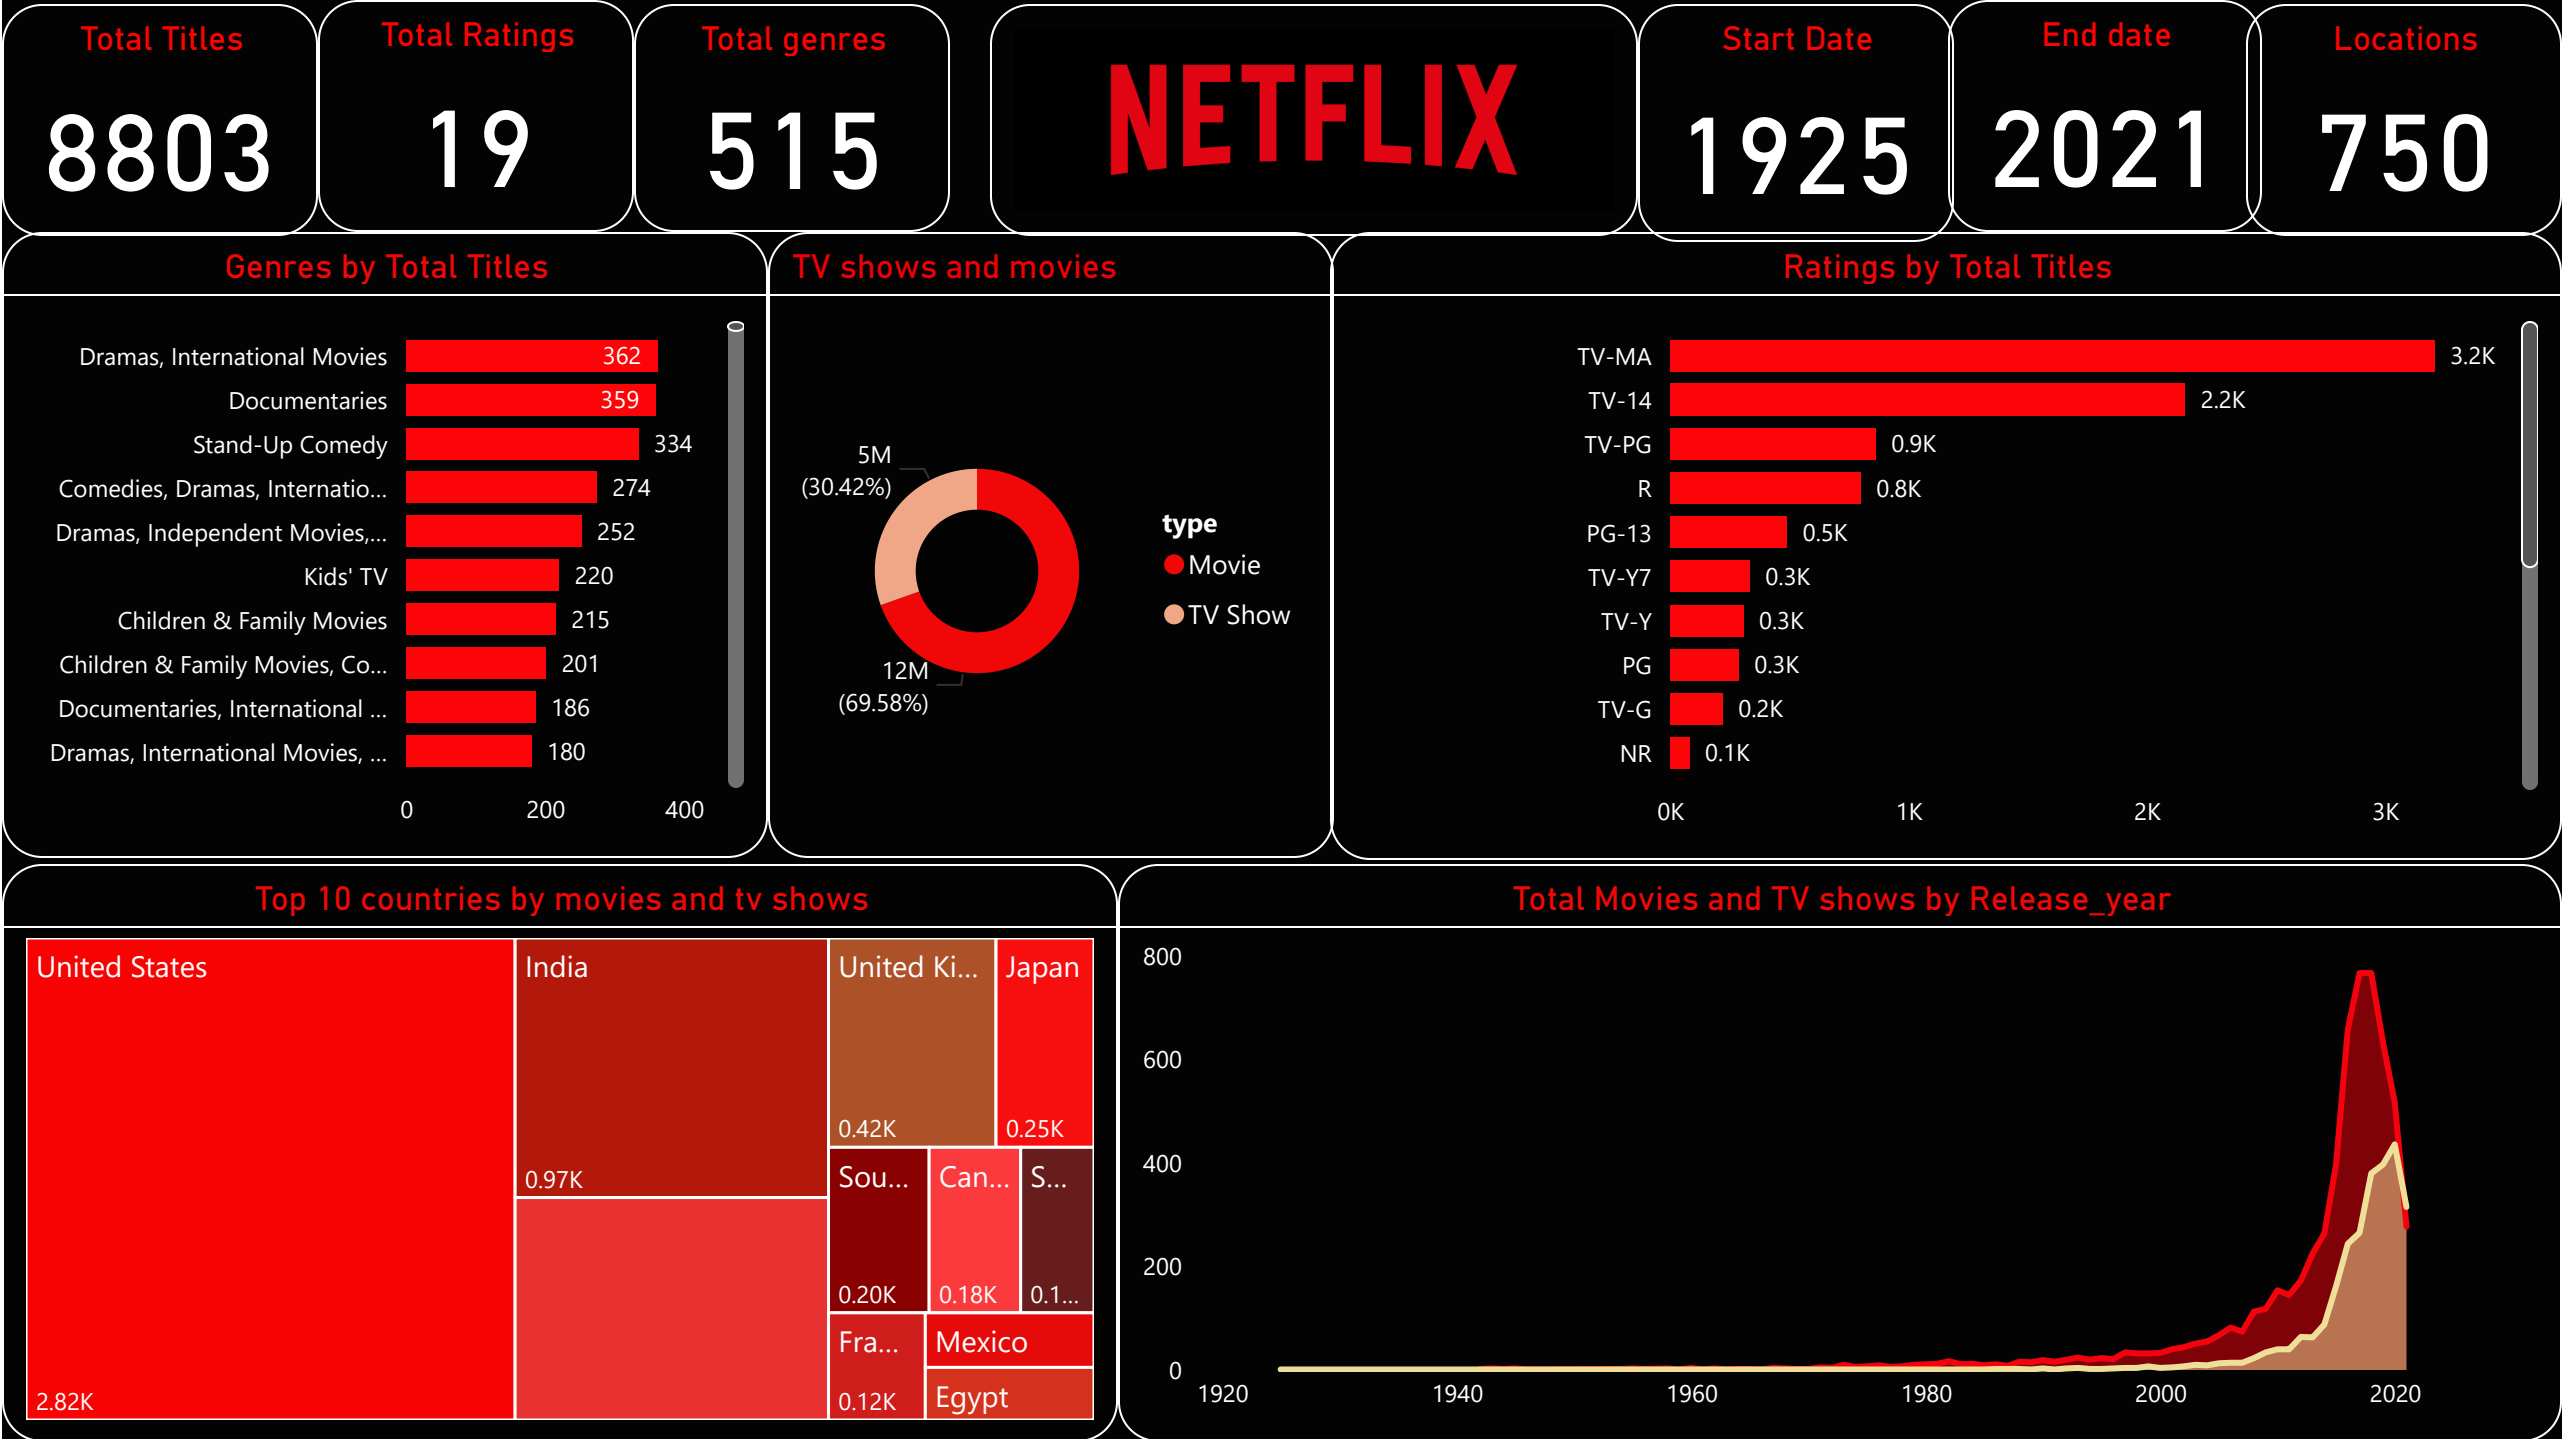 Total Titles
8803
Total Ratings
19
Total genres
515
NETFLIX
Start Date
1925
End date
2021
Locations
750
Genres by Total Titles
Dramas, International Movies 362
Documentaries 359
Stand-Up Comedy 334
Comedies, Dramas, Internatio... 274
Dramas, Independent Movies,... 252
Kids' TV 220
Children & Family Movies 215
Children & Family Movies, Co... 201
Documentaries, International ... 186
Dramas, International Movies, ... 180
0 200 400
TV shows and movies
5M
(30.42%)
12M
(69.58%)
type
Movie
TV Show
Ratings by Total Titles
TV-MA 3.2K
TV-14 2.2K
TV-PG 0.9K
R 0.8K
PG-13 0.5K
TV-Y7 0.3K
TV-Y 0.3K
PG 0.3K
TV-G 0.2K
NR 0.1K
0K 1K 2K 3K
Top 10 countries by movies and tv shows
United States
2.82K
India
0.97K
United Ki...
0.42K
Japan
0.25K
Sou...
0.20K
Can...
0.18K
S...
0.1...
Fra...
0.12K
Mexico
Egypt
Total Movies and TV shows by Release_year
800
600
400
200
0
1920 1940 1960 1980 2000 2020